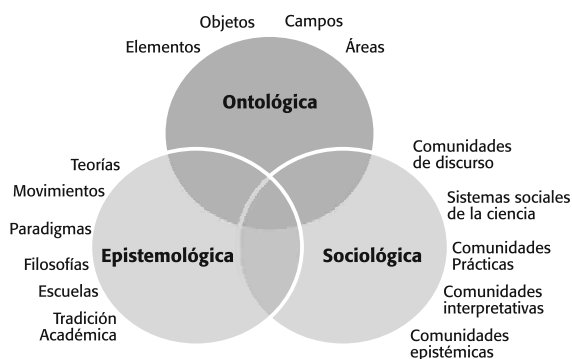 Objetos
Campos
Elementos
Áreas
Ontológica
Comunidades
de discurso
Teorías
Movimientos
Sistemas sociales
de la ciencia
Paradigmas
Epistemológica
Sociológica
Comunidades
Prácticas
Filosofías
Escuelas
Comunidades
interpretativas
Tradición
Académica
Comunidades
epistémicas